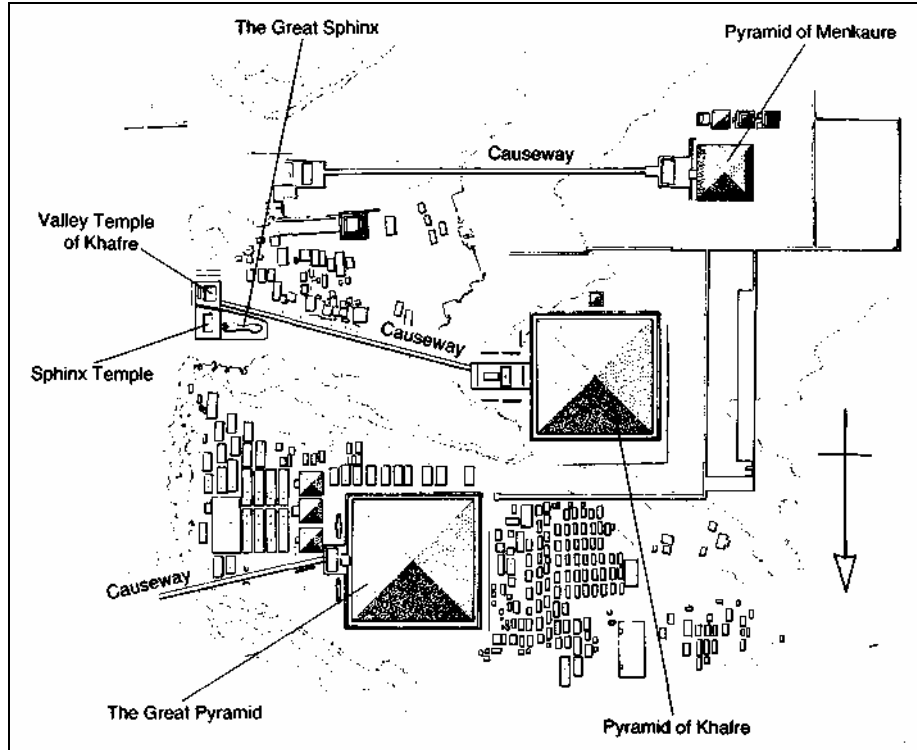 The Great Sphinx
Pyramid of Menkaure
Causeway
Valley Temple
of Khafre
Causeway
Sphinx Temple
Causeway
The Great Pyramid
Pyramid of Khafre